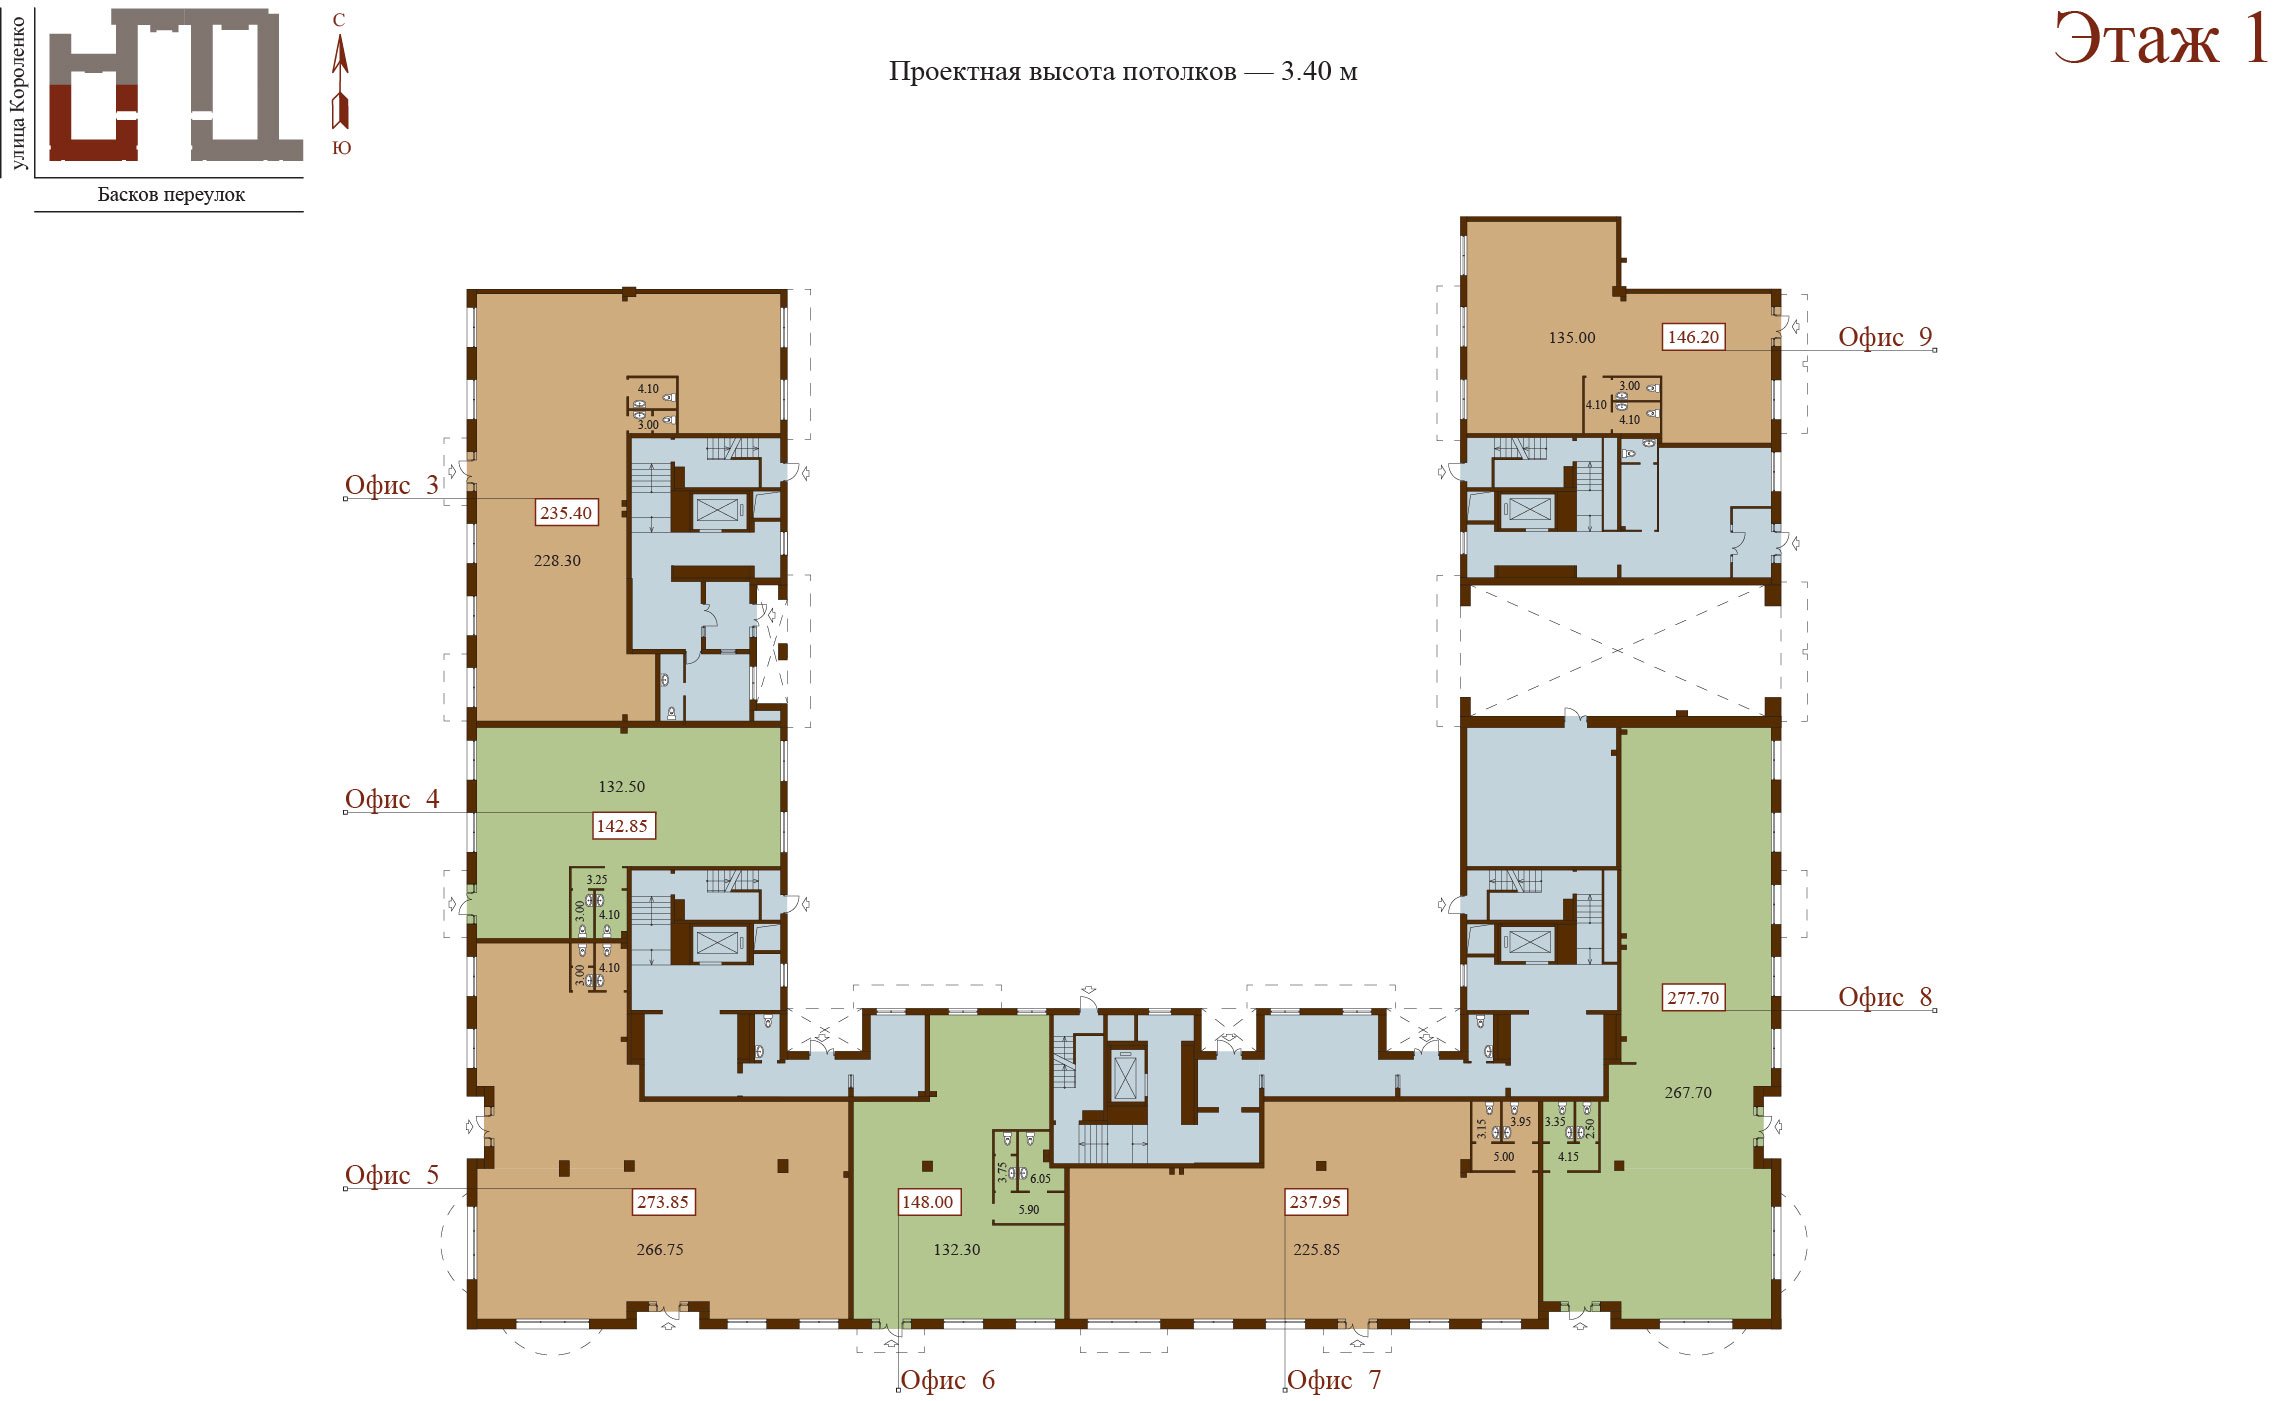 Этаж 1
улица Короленко
С
Ю
Басков переулок
Проектная высота потолков — 3.40 м
135.00
146.20
Офис 9
3.00
4.10
4.10
4.10
3.00
Офис 3
235.40
228.30
132.50
Офис 4
142.85
3.25
3.00
4.10
3.00
4.10
277.70
Офис 8
267.70
3.15
3.95
3.35
2.50
5.00
4.15
Офис 5
273.85
266.75
3.75
6.05
5.90
148.00
132.30
237.95
225.85
Офис 6
Офис 7